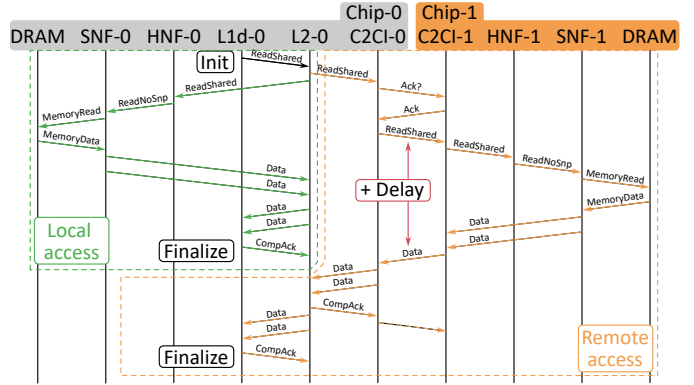 Chip-0 Chip-1
DRAM SNF-0 HNF-0 L1d-0 L2-0 C2CI-0 C2CI-1 HNF-1 SNF-1 DRAM
Init
ReadShared
ReadShared
ReadShared
Ack?
ReadNoSnp
MemoryRead
Ack
MemoryData
ReadShared
ReadShared
ReadNoSnp
Data
MemoryRead
Data
+ Delay
MemoryData
Data
Data
Data
Data
Local
access
Finalize
CompAck
Data
Data
Data
CompAck
Data
Data
Finalize
CompAck
Remote
access